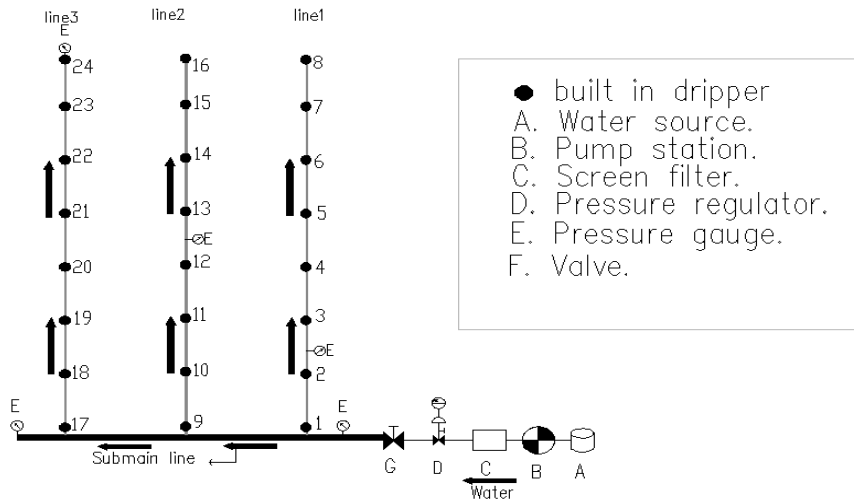 line3
line2
line1
E
24
16
8
23
15
7
22
14
6
21
13
5
E
20
12
4
19
11
3
E
18
10
2
E
17
9
1
E
Submain line
G
D
C
B
A
Water
built in dripper
A. Water source.
B. Pump station.
C. Screen filter.
D. Pressure regulator.
E. Pressure gauge.
F. Valve.